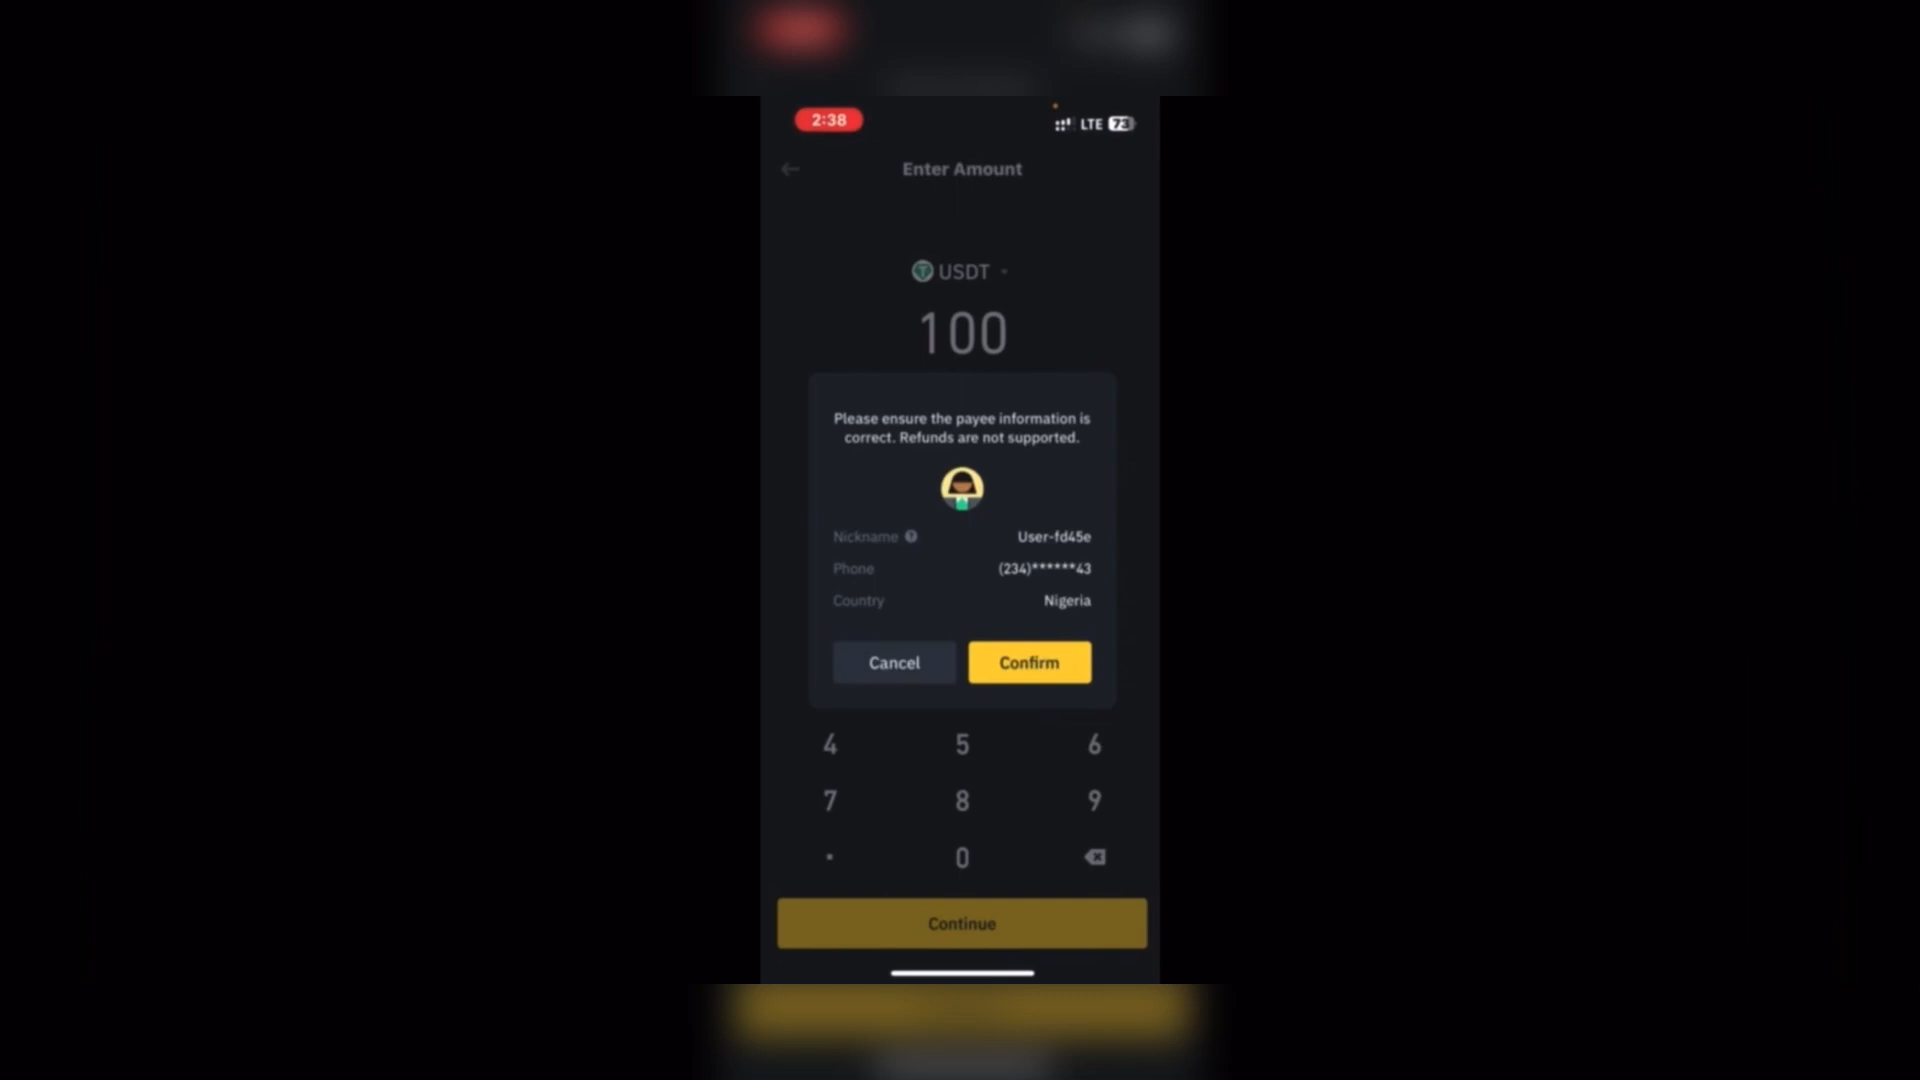 2:38
LTE 73
Enter Amount
USDT
100
Please ensure the payee information is
correct. Refunds are not supported.
Nickname ? User-fd45e
Phone (234)******43
Country Nigeria
Cancel Confirm
4 5 6
7 8 9
. 0
Continue